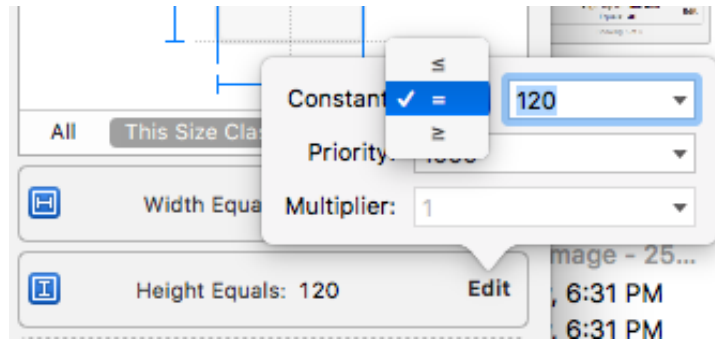 ≤
Constant ✓ = 120
≥
All This Size Clas
Priority:
Width Equa
Multiplier: 1
mage - 25...
Height Equals: 120 Edit
, 6:31 PM
, 6:31 PM